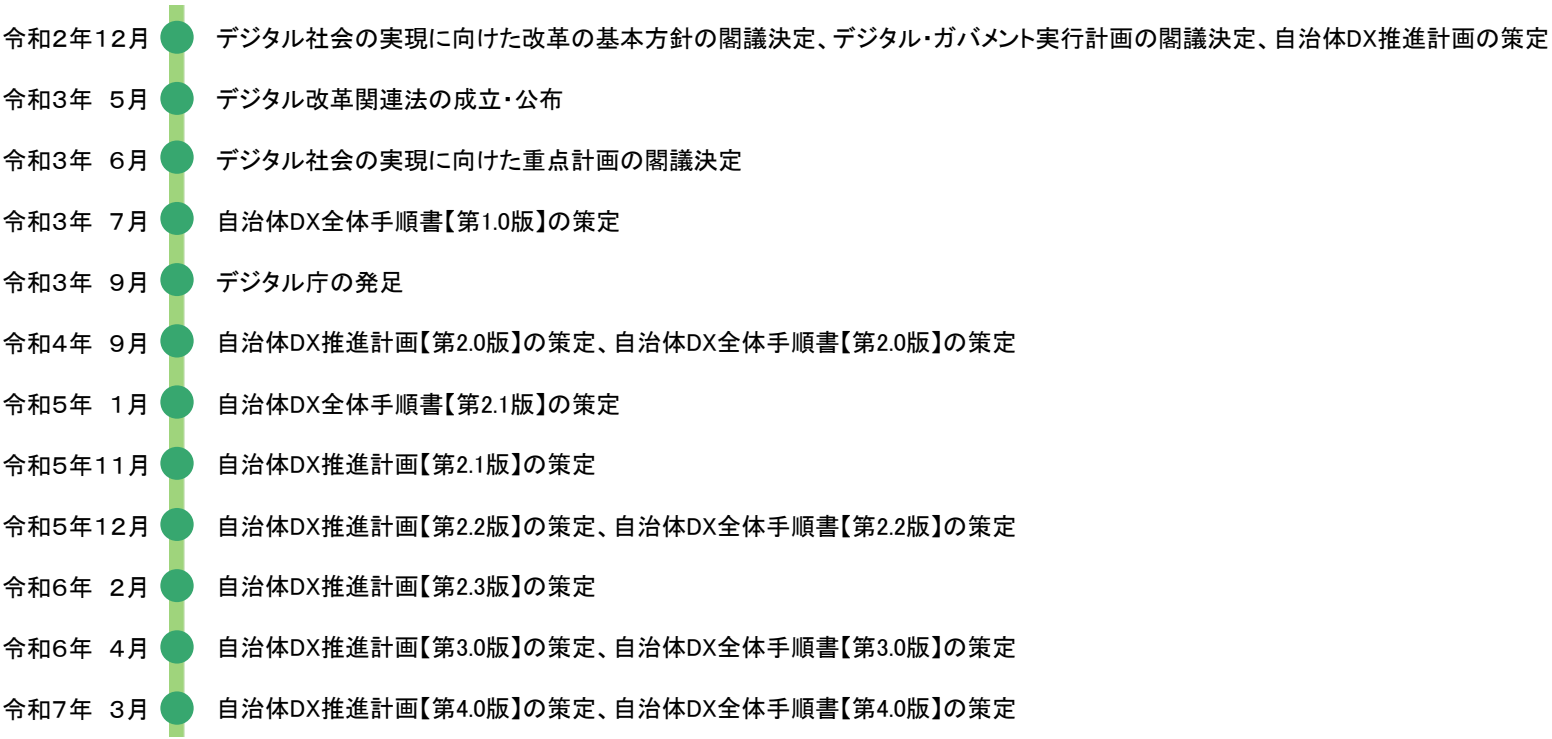 令和２年１２月 デジタル社会の実現に向けた改革の基本方針の閣議決定、デジタル・ガバメント実行計画の閣議決定、自治体DX推進計画の策定
令和３年　５月 デジタル改革関連法の成立・公布
令和３年　６月 デジタル社会の実現に向けた重点計画の閣議決定
令和３年　７月 自治体DX全体手順書【第1.0版】の策定
令和３年　９月 デジタル庁の発足
令和４年　９月 自治体DX推進計画【第2.0版】の策定、自治体DX全体手順書【第2.0版】の策定
令和５年　１月 自治体DX全体手順書【第2.1版】の策定
令和５年１１月 自治体DX推進計画【第2.1版】の策定
令和５年１２月 自治体DX推進計画【第2.2版】の策定、自治体DX全体手順書【第2.2版】の策定
令和６年　２月 自治体DX推進計画【第2.3版】の策定
令和６年　４月 自治体DX推進計画【第3.0版】の策定、自治体DX全体手順書【第3.0版】の策定
令和７年　３月 自治体DX推進計画【第4.0版】の策定、自治体DX全体手順書【第4.0版】の策定